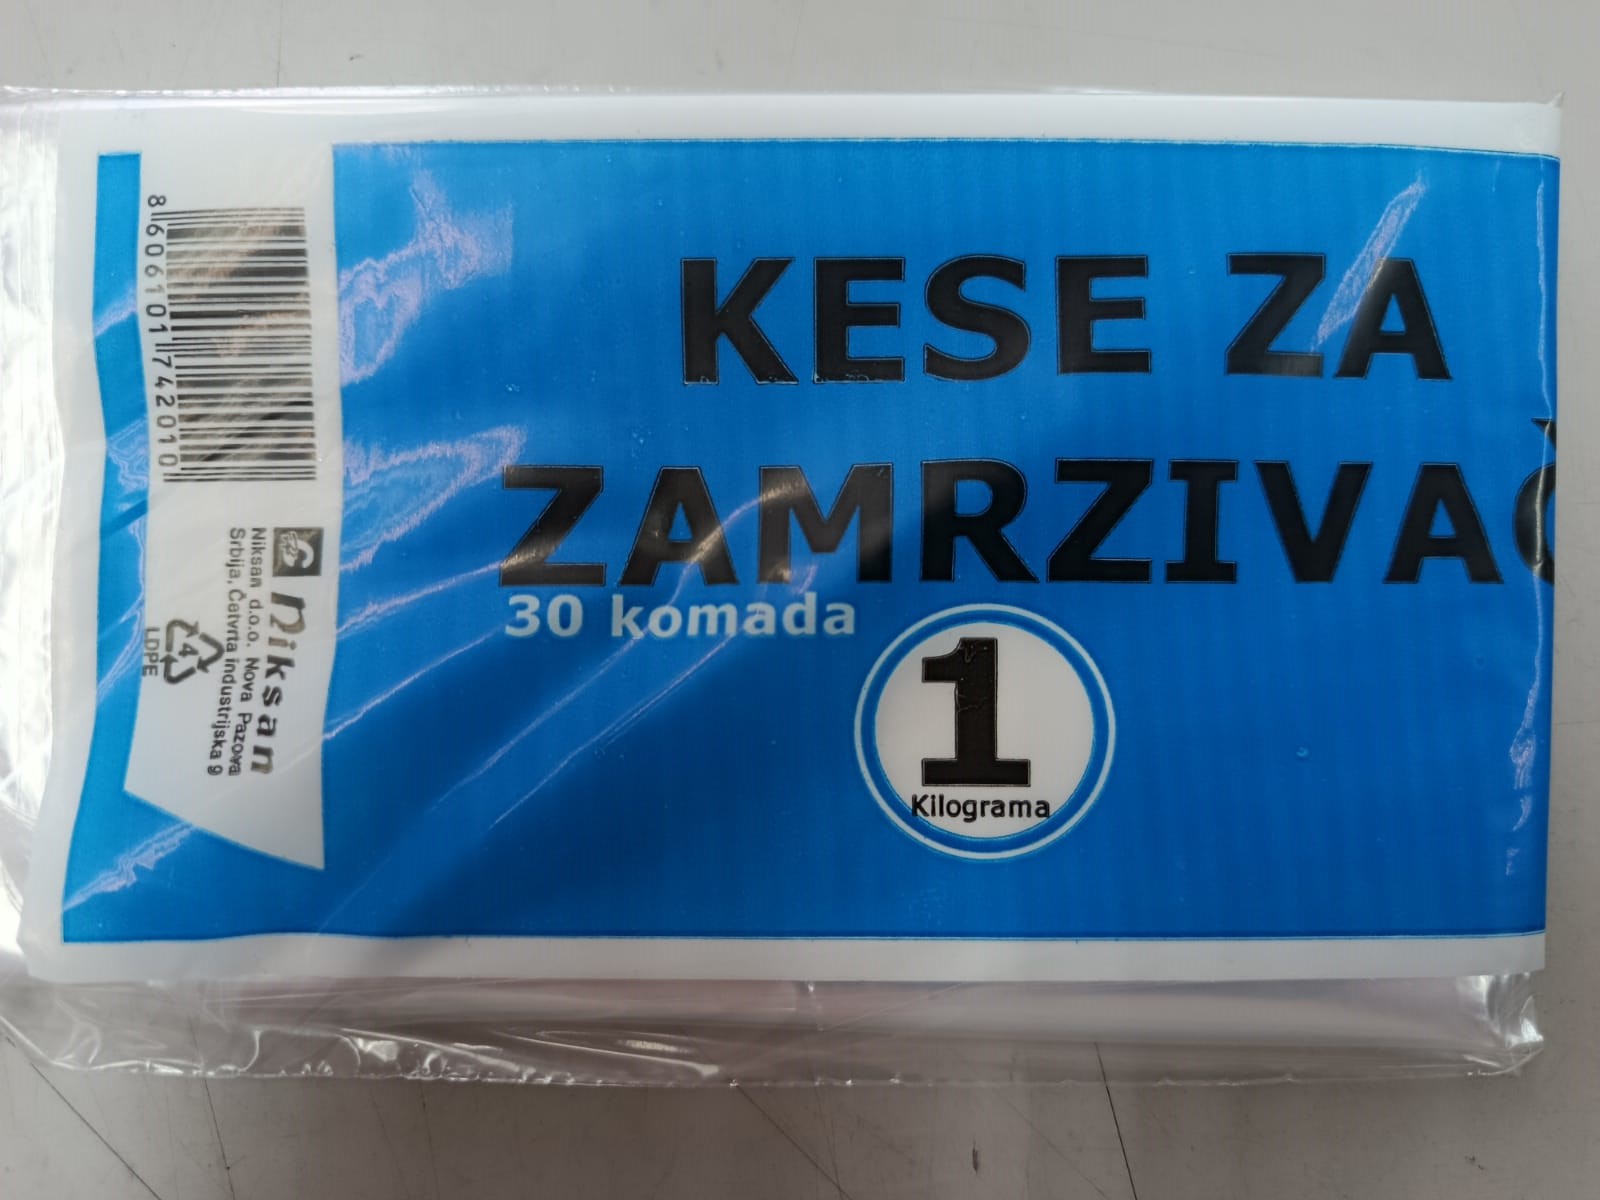 KESE ZA
ZAMRZIVAČ
30 komada
1
Kilograma
8606101742010
Niksan
Niksan d.o.o. Nova Pazova
Srbija, Četvrta industrijska 9
4
LDPE